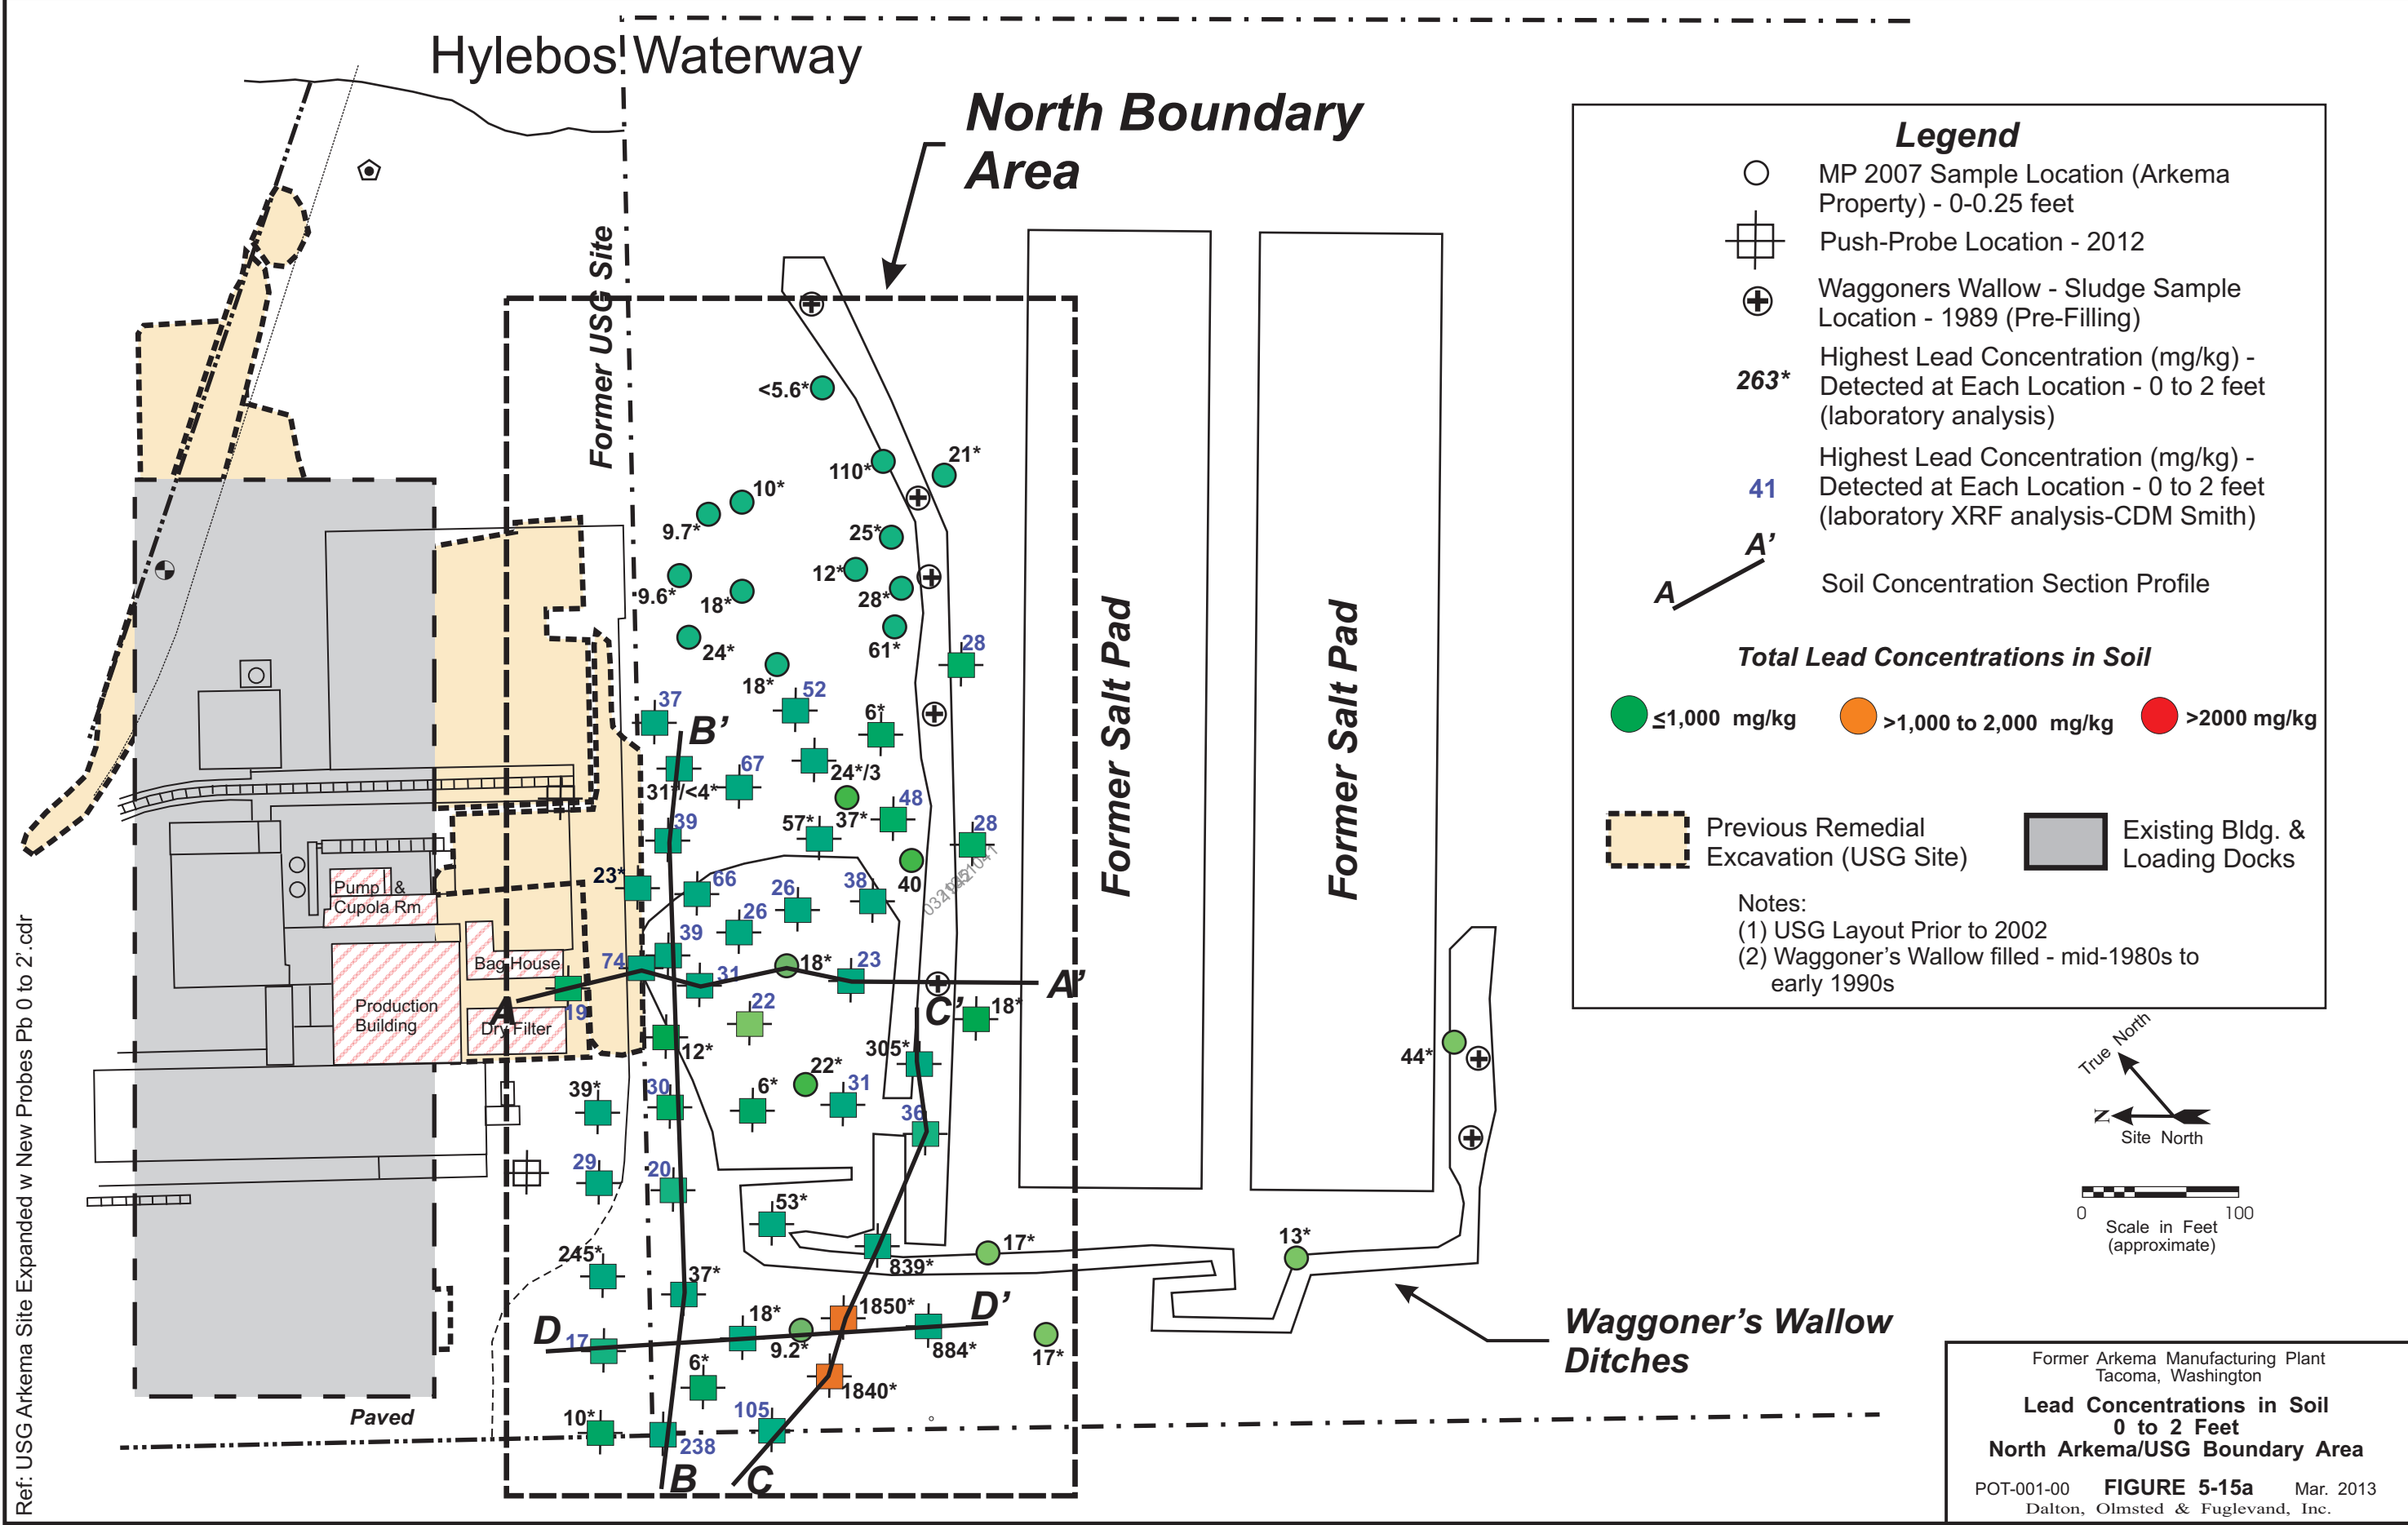 Hylebos Waterway
North Boundary
Area
Former USG Site
<5.6*
110*
21*
10*
9.7*
25*
12*
28*
9.6*
18*
61*
24*
18*
28
37
52
6*
B'
67
24*/3
31*/<4*
37*
48
39
57*
28
40
23*
66
26
38
26
39
74
31
18*
23
A'
A
19
22
C'
18*
12*
305*
39*
30
6*
22*
31
36
29
20
53*
839*
17*
13*
44*
245*
37*
18*
1850*
D'
D
17
9.2*
884*
17*
6*
1840*
10*
105
238
B
C
Former Salt Pad
Former Salt Pad
Pump &
Cupola Rm
Bag House
Production
Building
Dry Filter
Paved
Waggoner's Wallow
Ditches
Legend
MP 2007 Sample Location (Arkema
Property) - 0-0.25 feet
Push-Probe Location - 2012
Waggoners Wallow - Sludge Sample
Location - 1989 (Pre-Filling)
263*
Highest Lead Concentration (mg/kg) -
Detected at Each Location - 0 to 2 feet
(laboratory analysis)
41
Highest Lead Concentration (mg/kg) -
Detected at Each Location - 0 to 2 feet
(laboratory XRF analysis-CDM Smith)
A'
A
Soil Concentration Section Profile
Total Lead Concentrations in Soil
≤1,000 mg/kg
>1,000 to 2,000 mg/kg
>2000 mg/kg
Previous Remedial
Excavation (USG Site)
Existing Bldg. &
Loading Docks
Notes:
(1) USG Layout Prior to 2002
(2) Waggoner's Wallow filled - mid-1980s to
early 1990s
True North
N
Site North
0 100
Scale in Feet
(approximate)
Former Arkema Manufacturing Plant
Tacoma, Washington
Lead Concentrations in Soil
0 to 2 Feet
North Arkema/USG Boundary Area
POT-001-00 FIGURE 5-15a Mar. 2013
Dalton, Olmsted & Fuglevand, Inc.
Ref: USG Arkema Site Expanded w New Probes Pb 0 to 2'.cdr